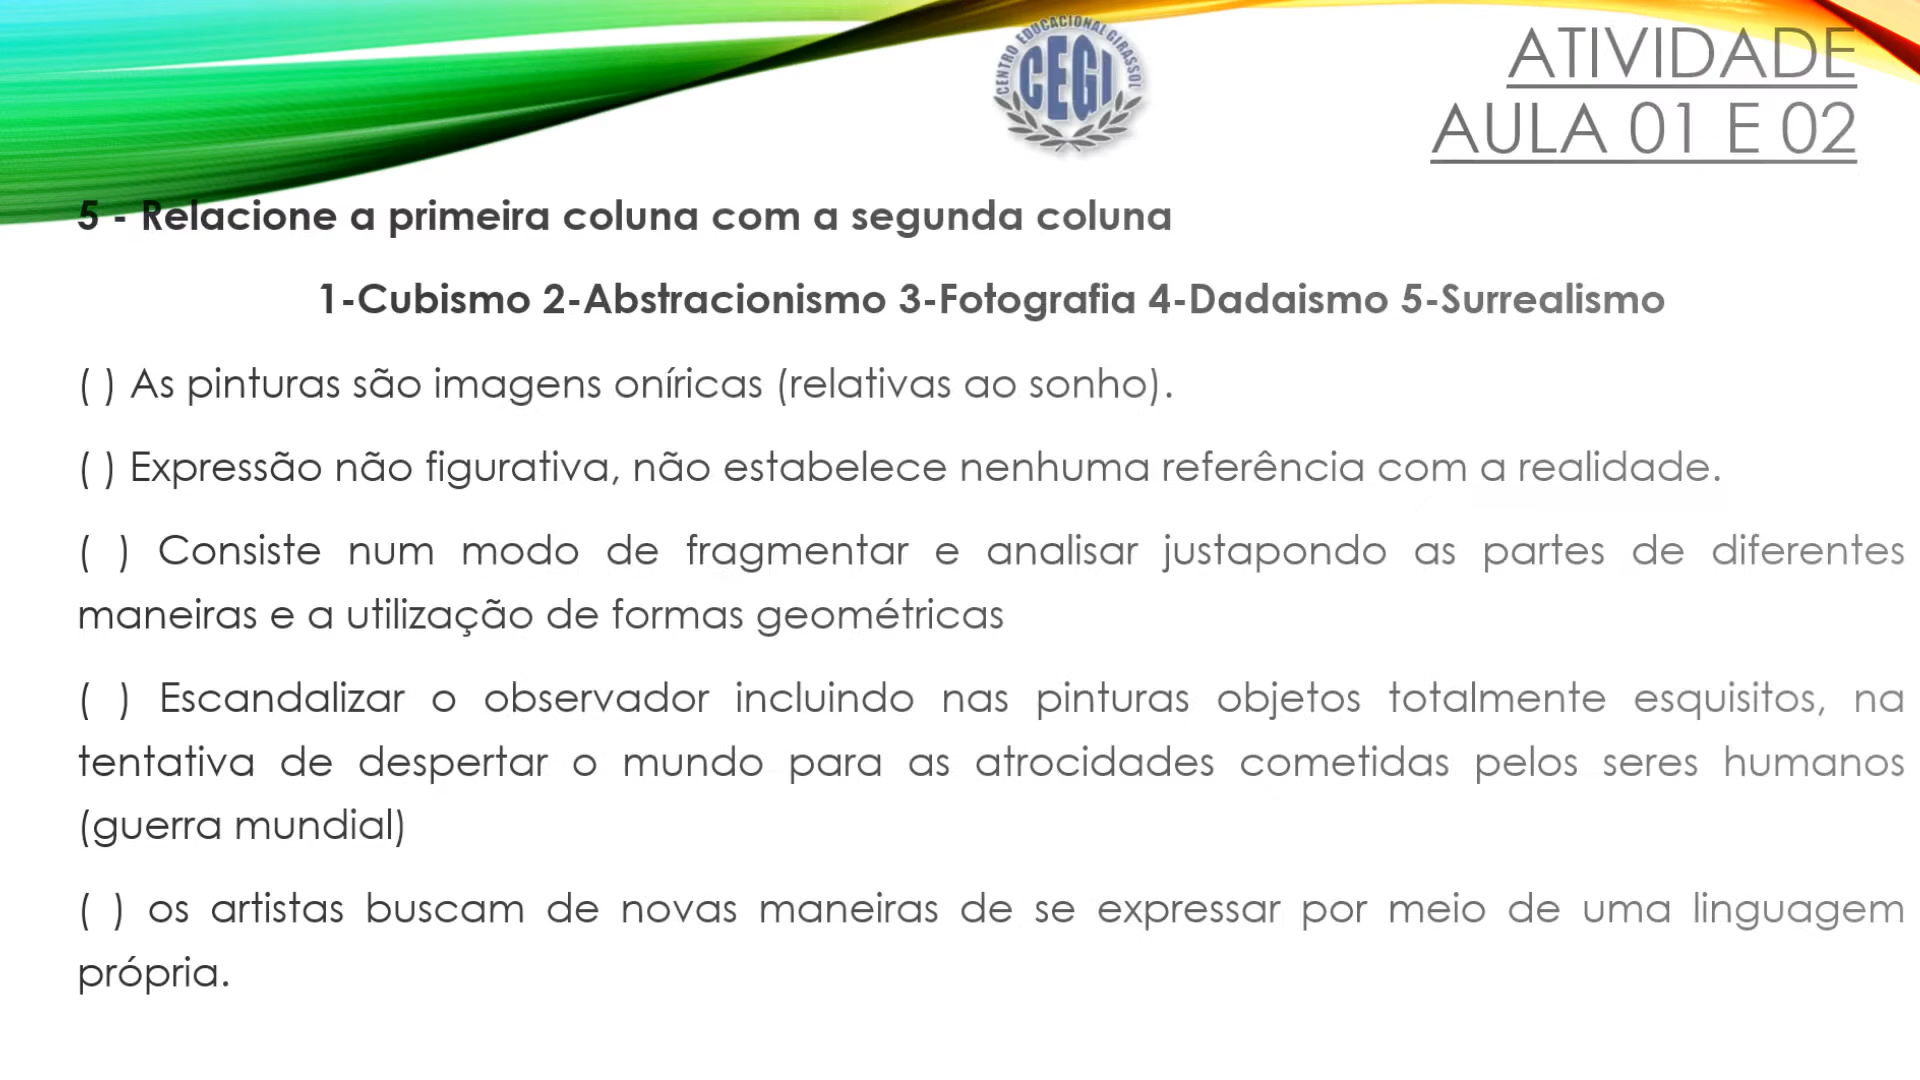 CENTRO EDUCACIONAL GIRASSOL
CEGI
ATIVIDADE
AULA 01 E 02
5 - Relacione a primeira coluna com a segunda coluna
1-Cubismo 2-Abstracionismo 3-Fotografia 4-Dadaismo 5-Surrealismo
( ) As pinturas são imagens oníricas (relativas ao sonho).
( ) Expressão não figurativa, não estabelece nenhuma referência com a realidade.
( ) Consiste num modo de fragmentar e analisar justapondo as partes de diferentes
maneiras e a utilização de formas geométricas
( ) Escandalizar o observador incluindo nas pinturas objetos totalmente esquisitos, na
tentativa de despertar o mundo para as atrocidades cometidas pelos seres humanos
(guerra mundial)
( ) os artistas buscam de novas maneiras de se expressar por meio de uma linguagem
própria.